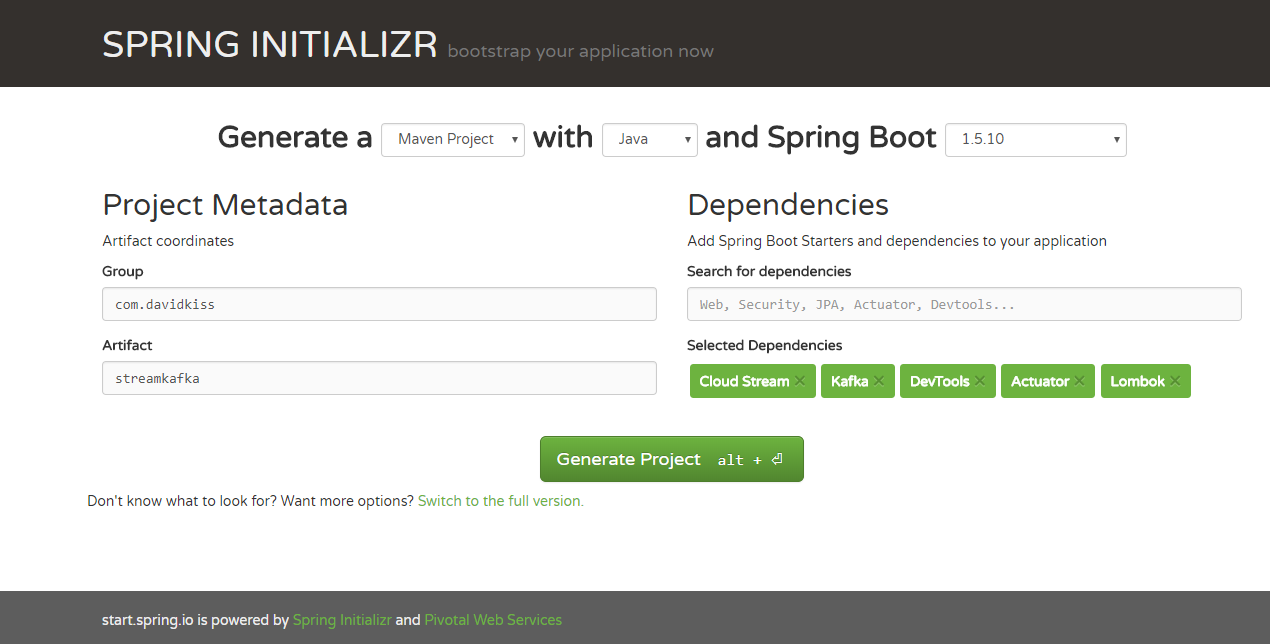 SPRING INITIALIZR bootstrap your application now
Generate a Maven Project with Java and Spring Boot 1.5.10
Project Metadata
Artifact coordinates
Group
com.davidkiss
Artifact
streamkafka
Dependencies
Add Spring Boot Starters and dependencies to your application
Search for dependencies
Web, Security, JPA, Actuator, Devtools...
Selected Dependencies
Cloud Stream × Kafka × DevTools × Actuator × Lombok ×
Generate Project alt + ⏎
Don't know what to look for? Want more options? Switch to the full version.
start.spring.io is powered by Spring Initializr and Pivotal Web Services